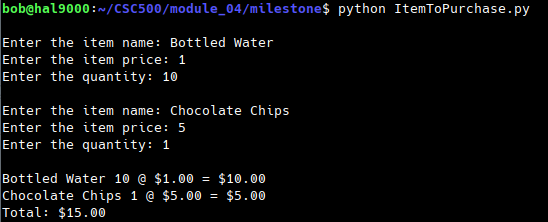 bob@hal9000:~/CSC500/module_04/milestone$ python ItemToPurchase.py
Enter the item name: Bottled Water
Enter the item price: 1
Enter the quantity: 10
Enter the item name: Chocolate Chips
Enter the item price: 5
Enter the quantity: 1
Bottled Water 10 @ $1.00 = $10.00
Chocolate Chips 1 @ $5.00 = $5.00
Total: $15.00